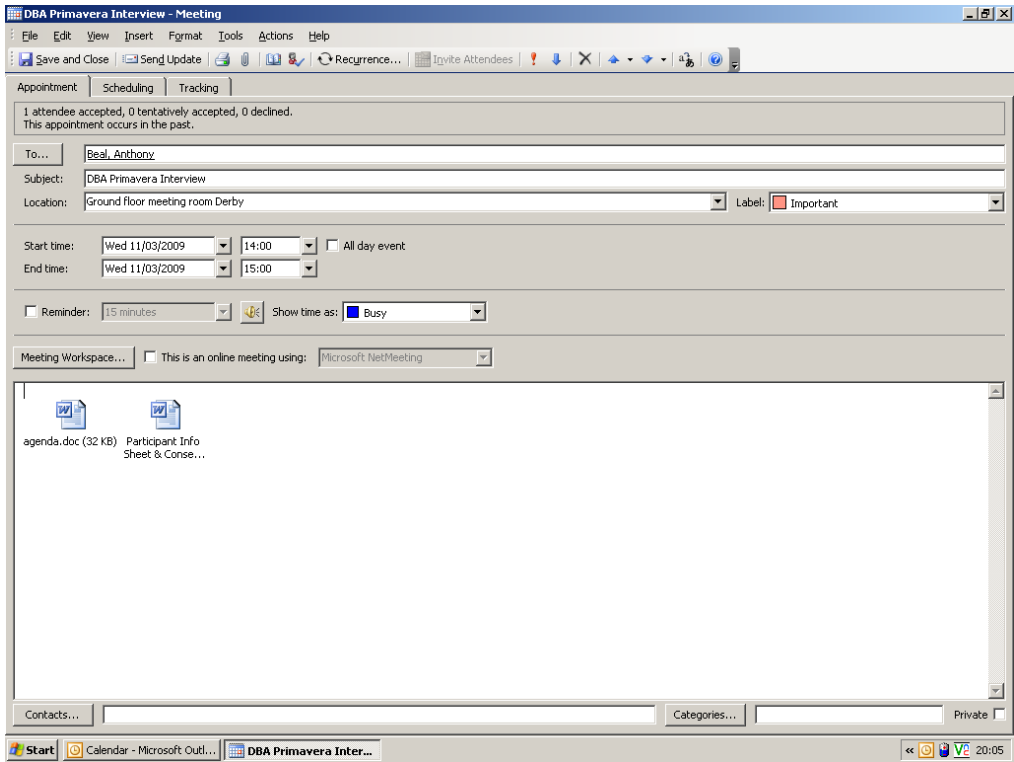 DBA Primavera Interview - Meeting
File Edit View Insert Format Tools Actions Help
Save and Close Send Update Recurrence... Invite Attendees
Appointment Scheduling Tracking
1 attendee accepted, 0 tentatively accepted, 0 declined.
This appointment occurs in the past.
To... Beal, Anthony
Subject: DBA Primavera Interview
Location: Ground floor meeting room Derby Label: Important
Start time: Wed 11/03/2009 14:00 All day event
End time: Wed 11/03/2009 15:00
Reminder: 15 minutes Show time as: Busy
Meeting Workspace... This is an online meeting using: Microsoft NetMeeting
agenda.doc (32 KB) Participant Info
Sheet & Conse...
Contacts... Categories... Private
Start Calendar - Microsoft Outl... DBA Primavera Inter... « 20:05